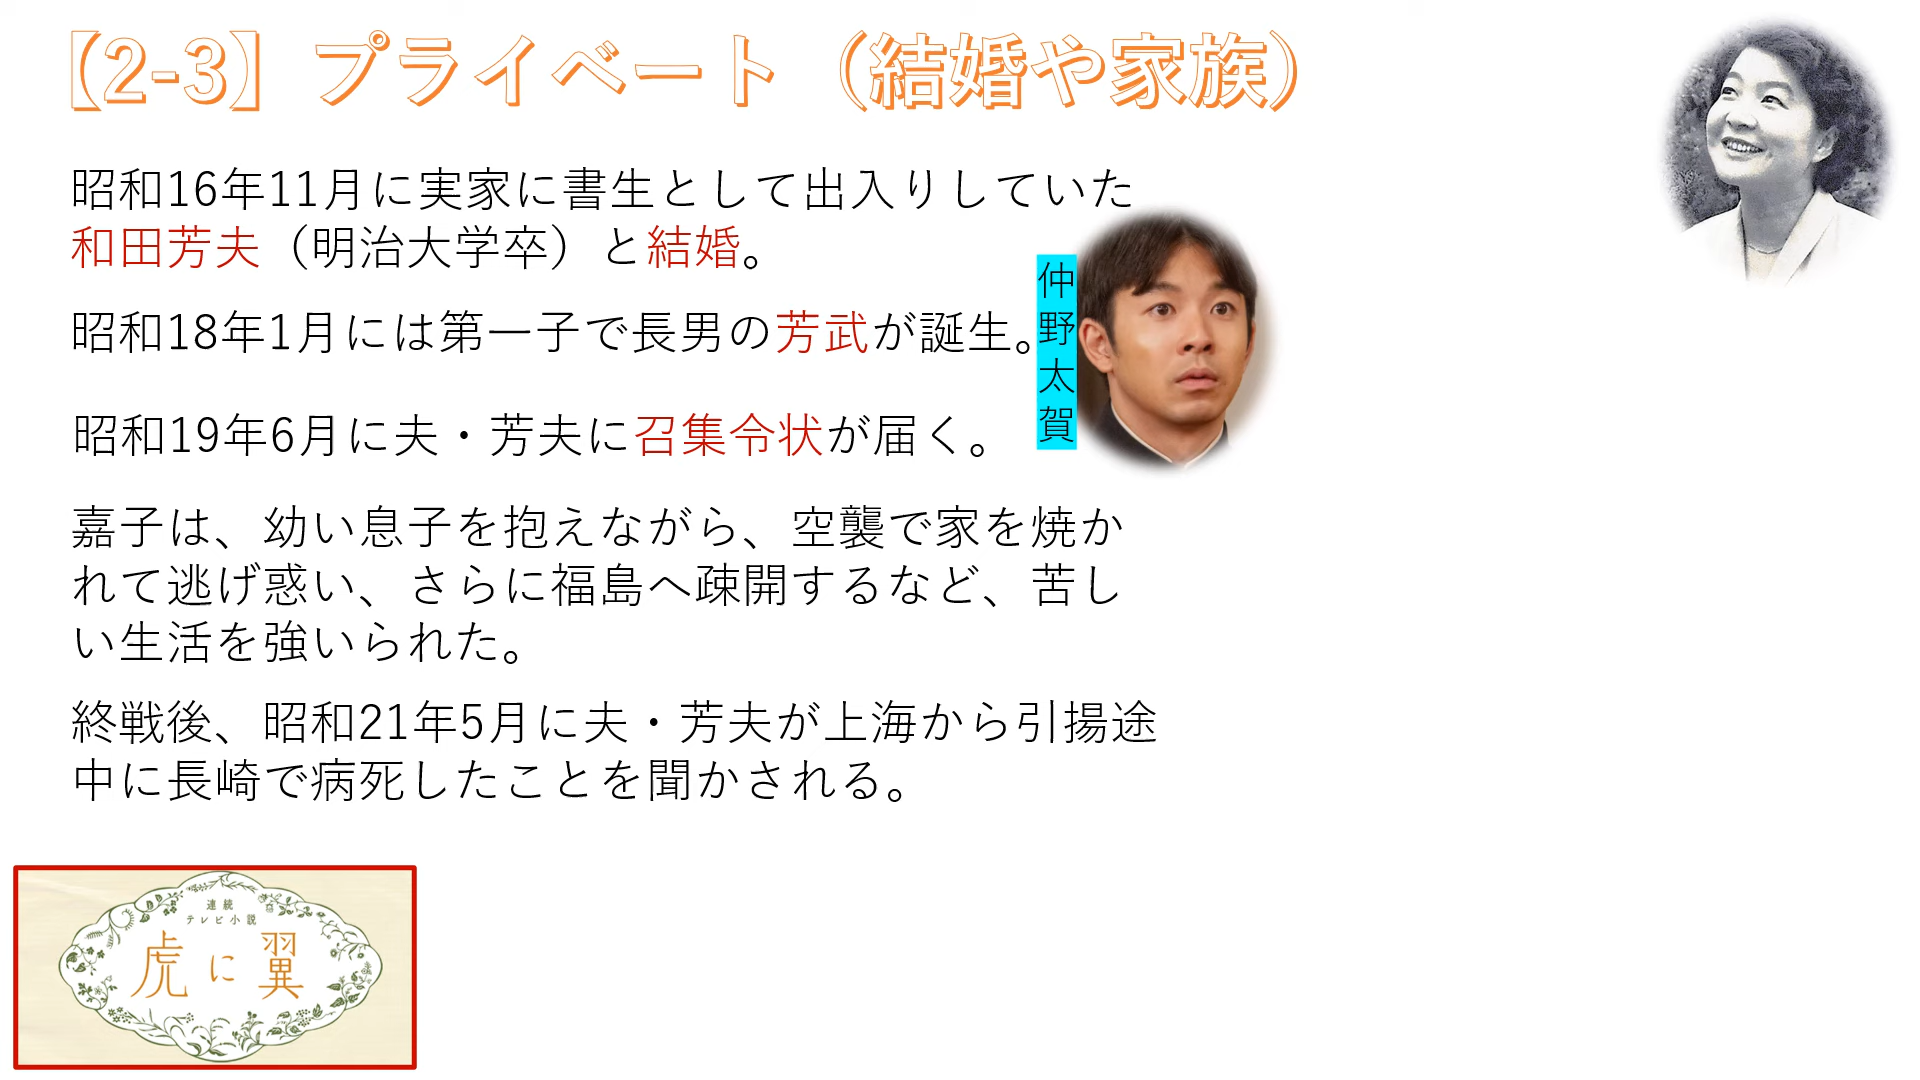 【2-3】プライベート（結婚や家族）
昭和16年11月に実家に書生として出入りしていた
和田芳夫（明治大学卒）と結婚。
昭和18年1月には第一子で長男の芳武が誕生。
仲野太賀
昭和19年6月に夫・芳夫に召集令状が届く。
嘉子は、幼い息子を抱えながら、空襲で家を焼か
れて逃げ惑い、さらに福島へ疎開するなど、苦し
い生活を強いられた。
終戦後、昭和21年5月に夫・芳夫が上海から引揚途
中に長崎で病死したことを聞かされる。
連続
テレビ小説
虎に翼